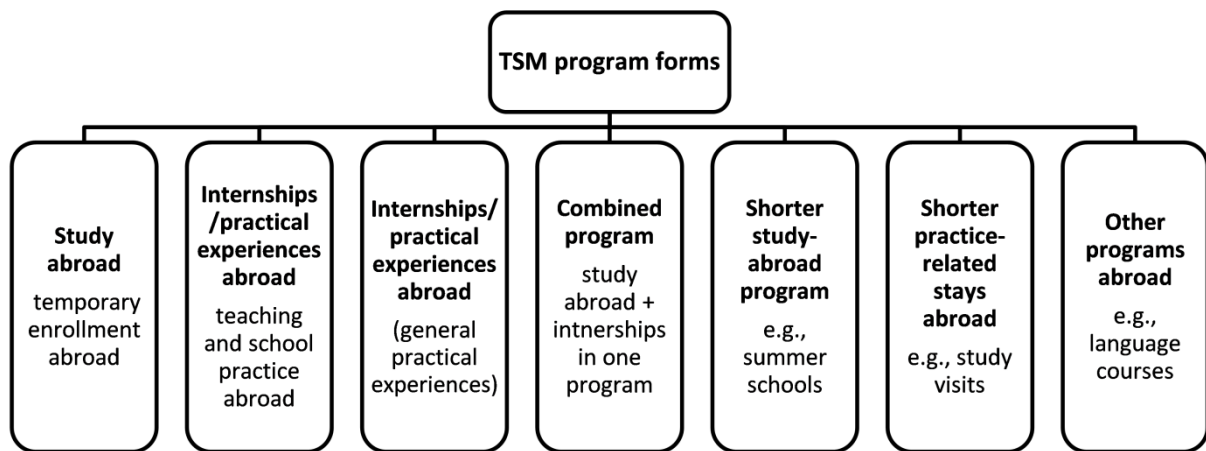 TSM program forms
Study
abroad
temporary
enrollment
abroad
Internships
/practical
experiences
abroad
teaching
and school
practice
abroad
Internships/
practical
experiences
abroad
(general
practical
experiences)
Combined
program
study
abroad +
intnerships
in one
program
Shorter
study-
abroad
program
e.g.,
summer
schools
Shorter
practice-
related
stays
abroad
e.g., study
visits
Other
programs
abroad
e.g.,
language
courses